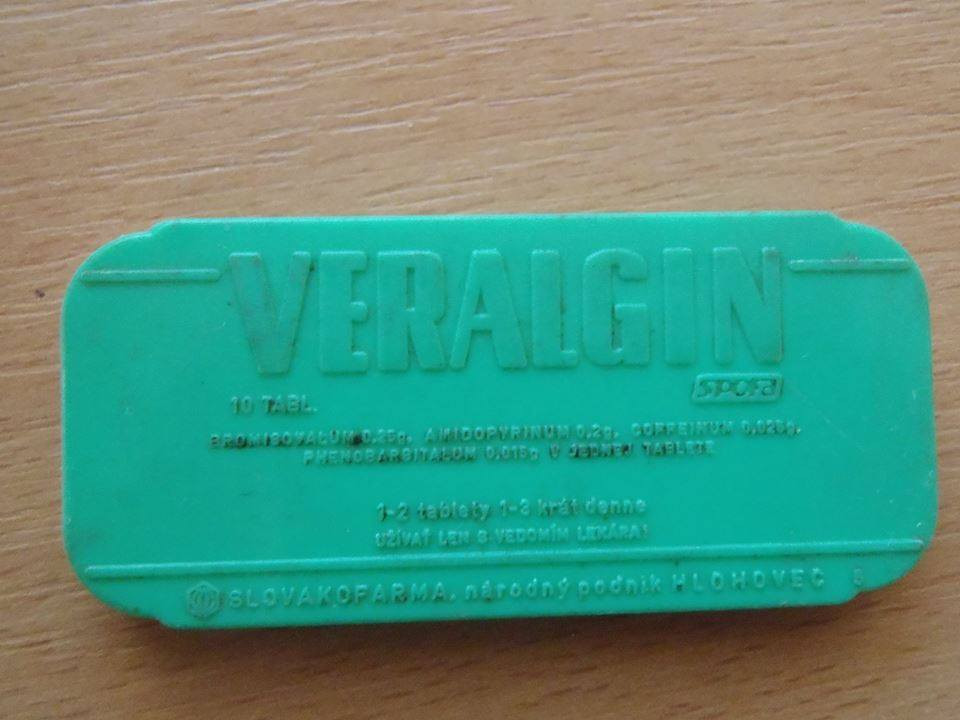 VERALGIN
SPOFA
10 TABL.
BROMISOVALUM 0.25g, AMIDOPYRINUM 0.2g, COFFEINUM 0.025g,
PHENOBARBITALUM 0.015g V JEDNEJ TABLETE
1-2 tablety 1-3 krát denne
UŽÍVAŤ LEN S VEDOMÍM LEKÁRA!
SLOVAKOFARMA, národný podnik HLOHOVEC